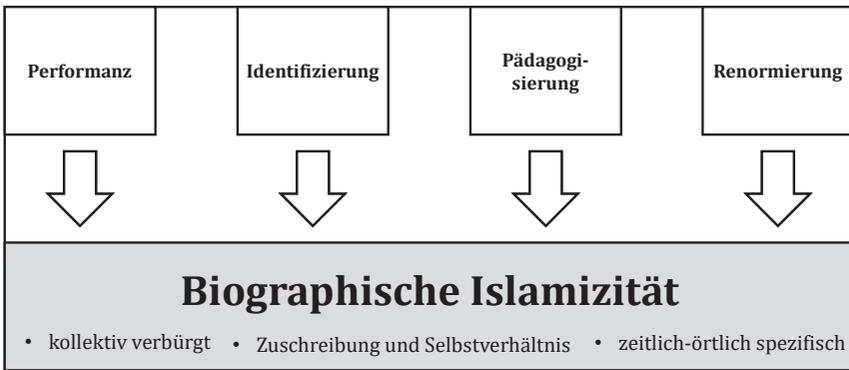 Performanz
Identifizierung
Pädagogi-
sierung
Renormierung
Biographische Islamizität
• kollektiv verbürgt • Zuschreibung und Selbstverhältnis • zeitlich-örtlich spezifisch